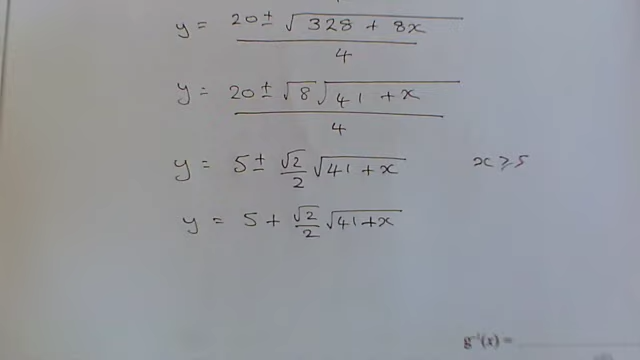 y = 20 ± √328 + 8x / 4
y = 20 ± √8 √41 + x / 4
y = 5 ± √2/2 √41 + x x ⩾ 5
y = 5 + √2/2 √41 + x
g⁻¹(x) =